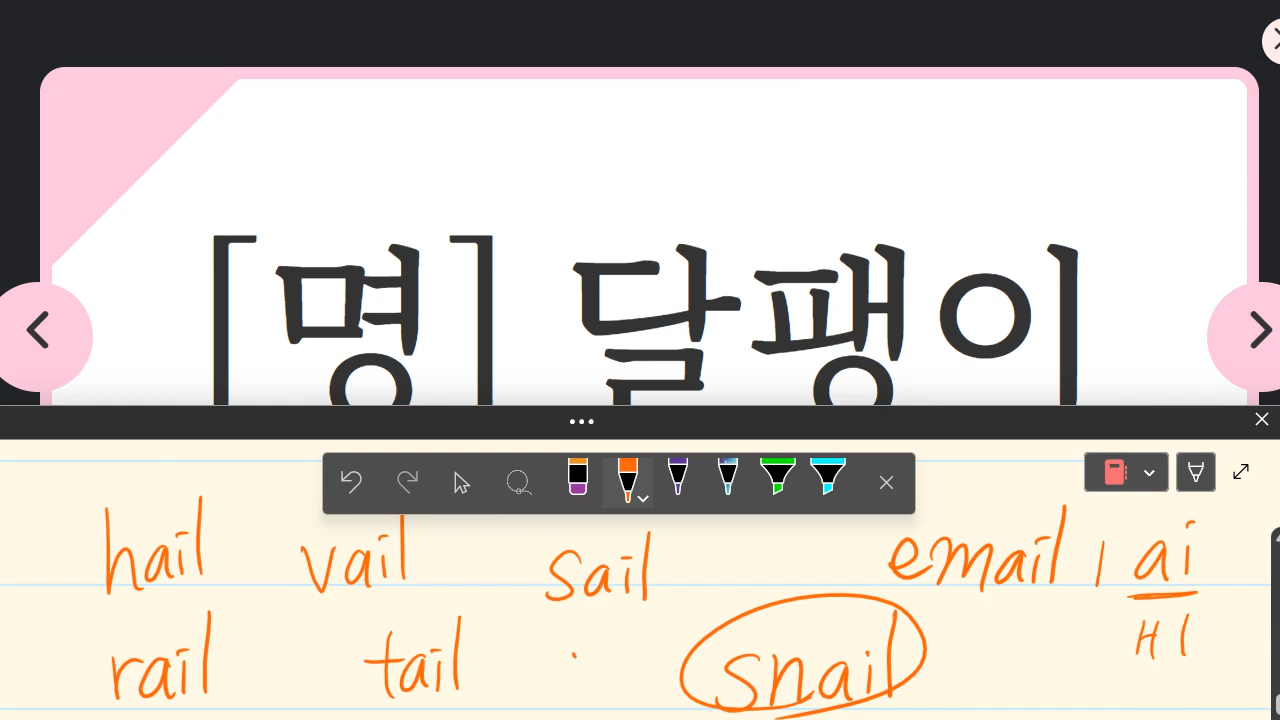 [명] 달팽이
hail vail sail email / ai
H l
rail tail snail